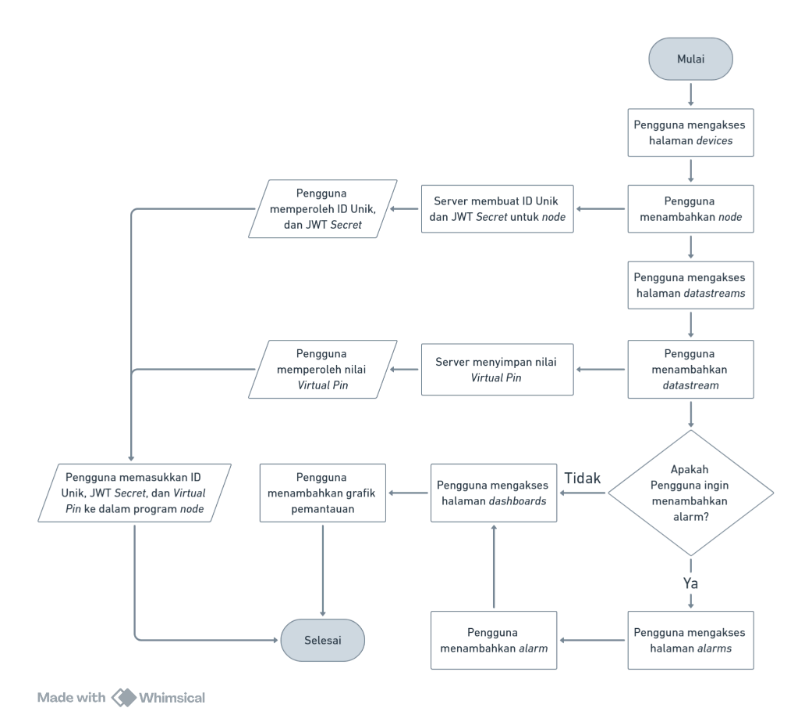 Mulai
Pengguna mengakses
halaman devices
Pengguna
memperoleh ID Unik,
dan JWT Secret
Server membuat ID Unik
dan JWT Secret untuk node
Pengguna
menambahkan node
Pengguna mengakses
halaman datastreams
Pengguna
memperoleh nilai
Virtual Pin
Server menyimpan nilai
Virtual Pin
Pengguna
menambahkan
datastream
Pengguna memasukkan ID
Unik, JWT Secret, dan Virtual
Pin ke dalam program node
Pengguna
menambahkan grafik
pemantauan
Pengguna mengakses
halaman dashboards
Tidak
Apakah
Pengguna ingin
menambahkan
alarm?
Ya
Selesai
Pengguna
menambahkan alarm
Pengguna mengakses
halaman alarms
Made with Whimsical